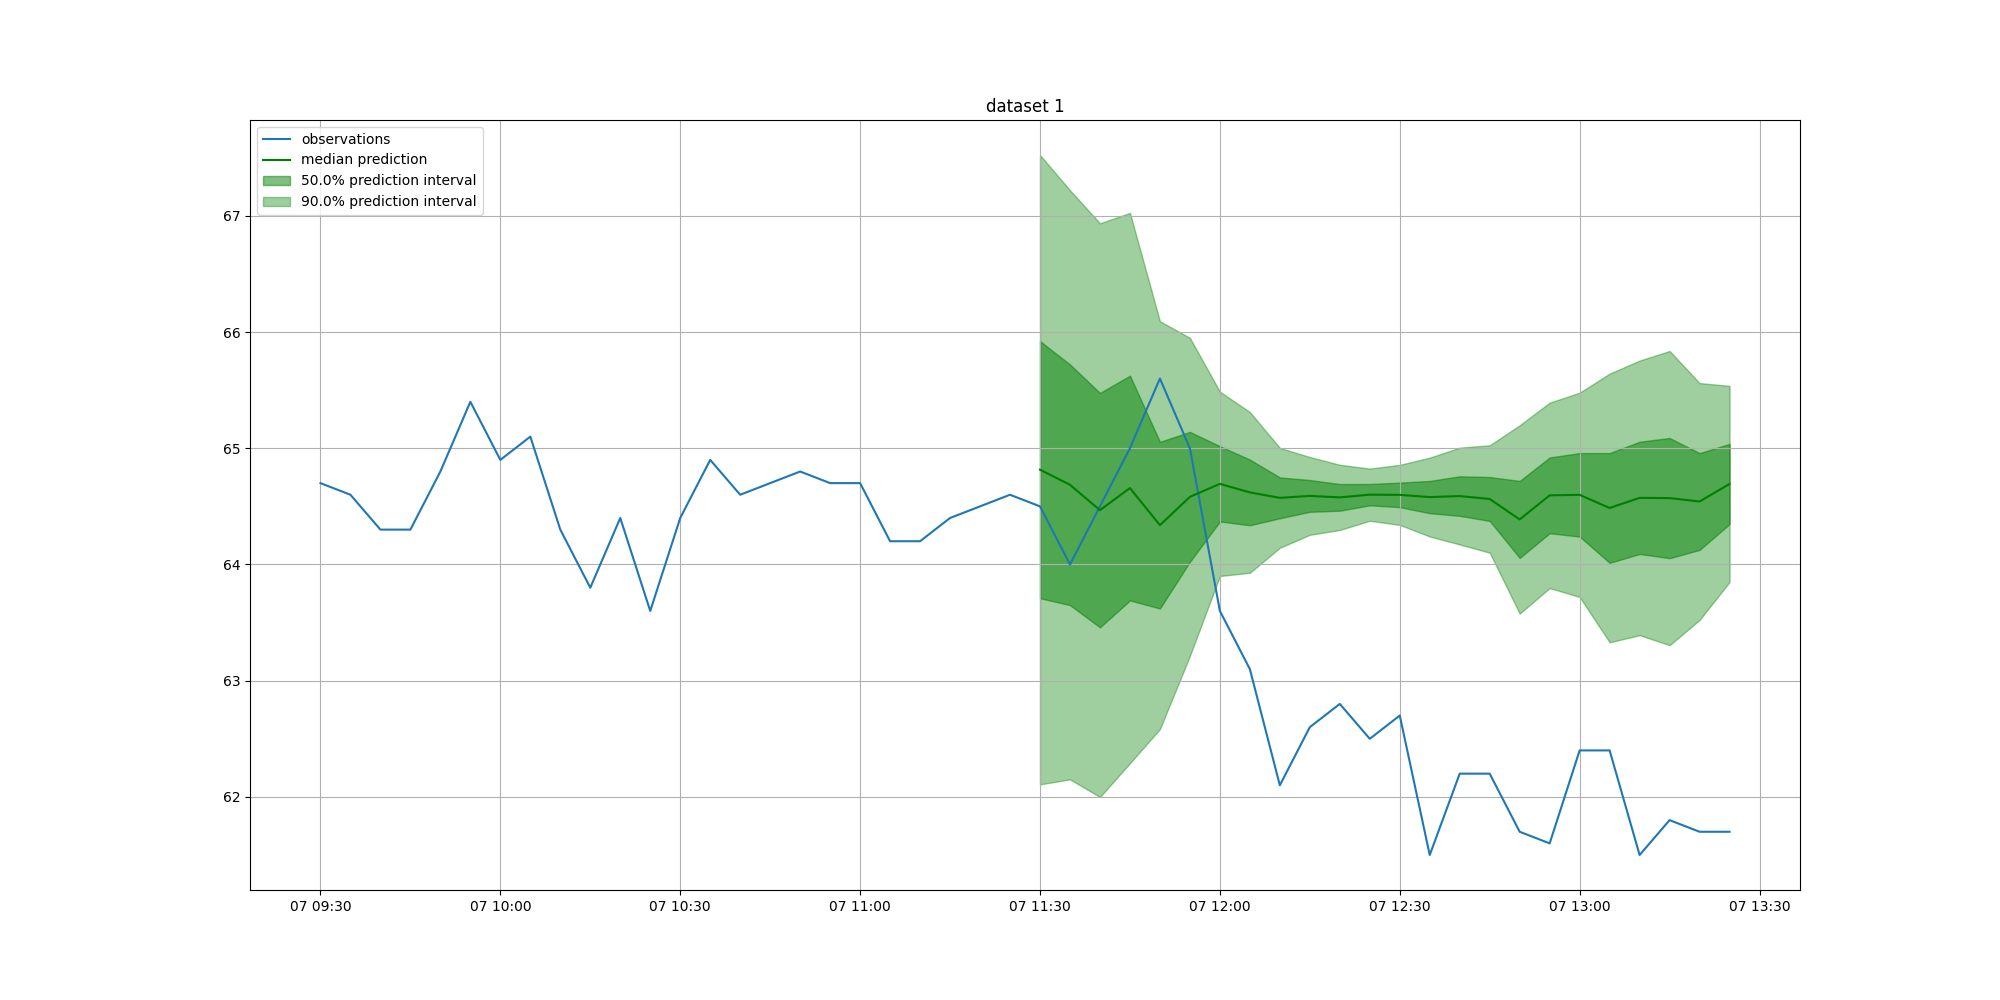 dataset 1
observations
median prediction
50.0% prediction interval
90.0% prediction interval
67
66
65
64
63
62
07 09:30 07 10:00 07 10:30 07 11:00 07 11:30 07 12:00 07 12:30 07 13:00 07 13:30